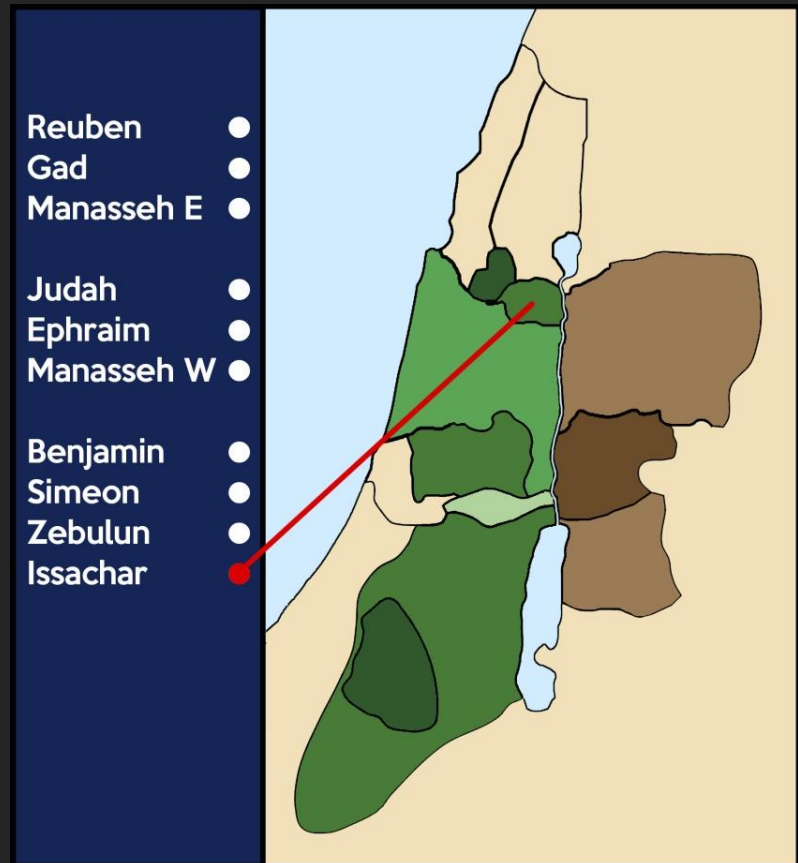 Reuben
Gad
Manasseh E
Judah
Ephraim
Manasseh W
Benjamin
Simeon
Zebulun
Issachar